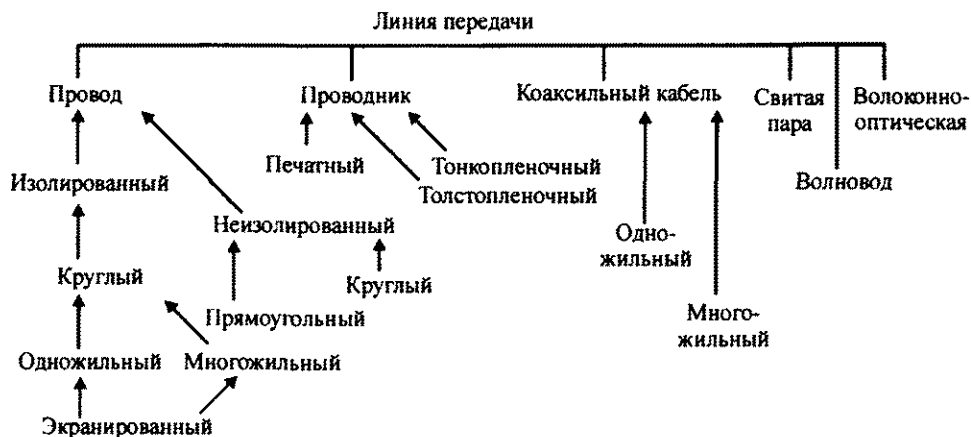 Линия передачи
Провод
Проводник
Коаксильный кабель
Свитая
пара
Волоконно-
оптическая
Печатный
Тонкопленочный
Изолированный
Толстопленочный
Волновод
Неизолированный
Одно-
жильный
Круглый
Круглый
Прямоугольный
Много-
жильный
Одножильный
Многожильный
Экранированный